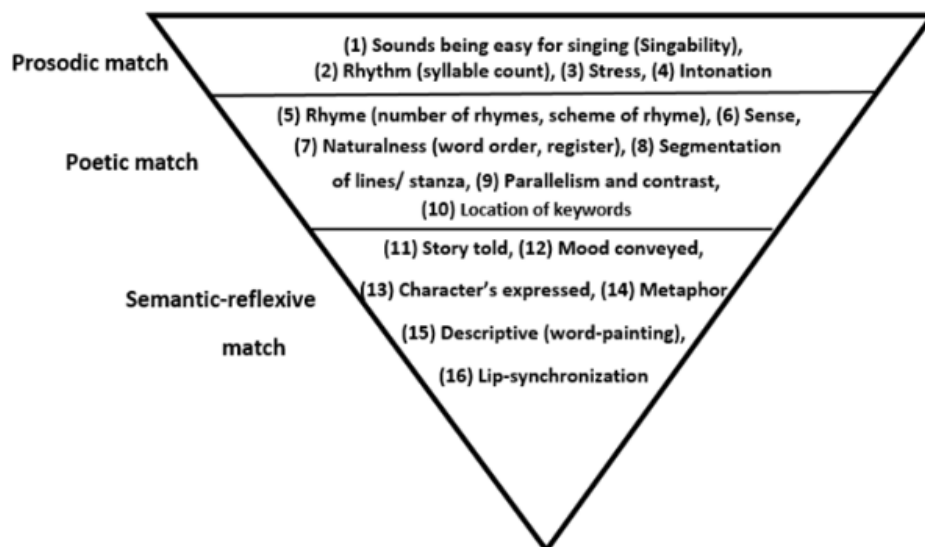 Prosodic match
(1) Sounds being easy for singing (Singability),
(2) Rhythm (syllable count), (3) Stress, (4) Intonation
Poetic match
(5) Rhyme (number of rhymes, scheme of rhyme), (6) Sense,
(7) Naturalness (word order, register), (8) Segmentation
of lines/ stanza, (9) Parallelism and contrast,
(10) Location of keywords
Semantic-reflexive
match
(11) Story told, (12) Mood conveyed,
(13) Character's expressed, (14) Metaphor
(15) Descriptive (word-painting),
(16) Lip-synchronization